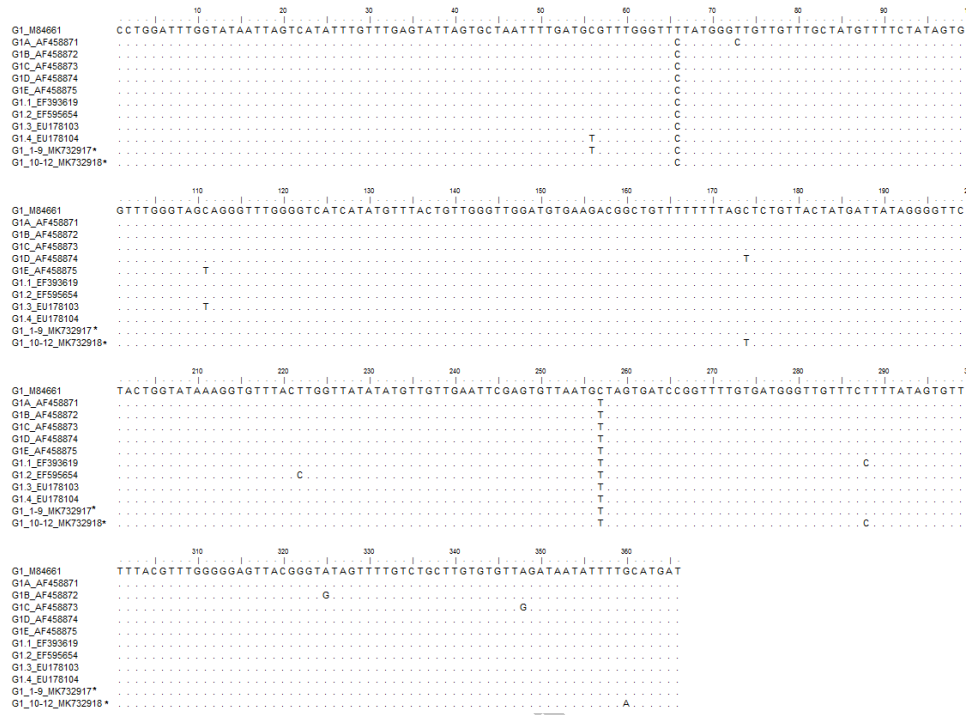 10 20 30 40 50 60 70 80 90
G1_M84661 CCTGGATTTGGTATAATTAGTCATATTTGTTTGAGTATTAGTGCTAATTTTGATGCGTTTGGGTTTTATGGGTTGTTGTTTGCTATGTTTTCTATAGTG
G1A_AF458871 C C
G1B_AF458872 C
G1C_AF458873 C
G1D_AF458874 C
G1E_AF458875 C
G1.1_EF393619 C
G1.2_EF595654 C
G1.3_EU178103 C
G1.4_EU178104 T C
G1_1-9_MK732917* T C
G1_10-12_MK732918* C
110 120 130 140 150 160 170 180 190
G1_M84661 GTTTGGGTAGCAGGGTTTGGGGTCATCATATGTTTACTGTTGGGTTGGATGTGAAGACGGCTGTTTTTTTTAGCTCTGTTACTATGATTATAGGGGTTC
G1A_AF458871
G1B_AF458872
G1C_AF458873
G1D_AF458874 T
G1E_AF458875 T
G1.1_EF393619
G1.2_EF595654
G1.3_EU178103 T
G1.4_EU178104
G1_1-9_MK732917*
G1_10-12_MK732918* T
210 220 230 240 250 260 270 280 290
G1_M84661 TACTGGTATAAAGGTGTTTACTTGGTTATATATGTTGTTGAATTCGAGTGTTAATGCTAGTGATCCGGTTTTGTGATGGGTTGTTTCTTTTATAGTGTT
G1A_AF458871 T
G1B_AF458872 T
G1C_AF458873 T
G1D_AF458874 T
G1E_AF458875 T
G1.1_EF393619 T C
G1.2_EF595654 C T
G1.3_EU178103 T
G1.4_EU178104 T
G1_1-9_MK732917* T
G1_10-12_MK732918* T C
310 320 330 340 350 360
G1_M84661 TTTACGTTTGGGGGAGTTACGGGTATAGTTTTGTCTGCTTGTGTGTTAGATAATATTTTGCATGAT
G1A_AF458871
G1B_AF458872 G
G1C_AF458873 G
G1D_AF458874
G1E_AF458875
G1.1_EF393619
G1.2_EF595654
G1.3_EU178103
G1.4_EU178104
G1_1-9_MK732917*
G1_10-12_MK732918* A